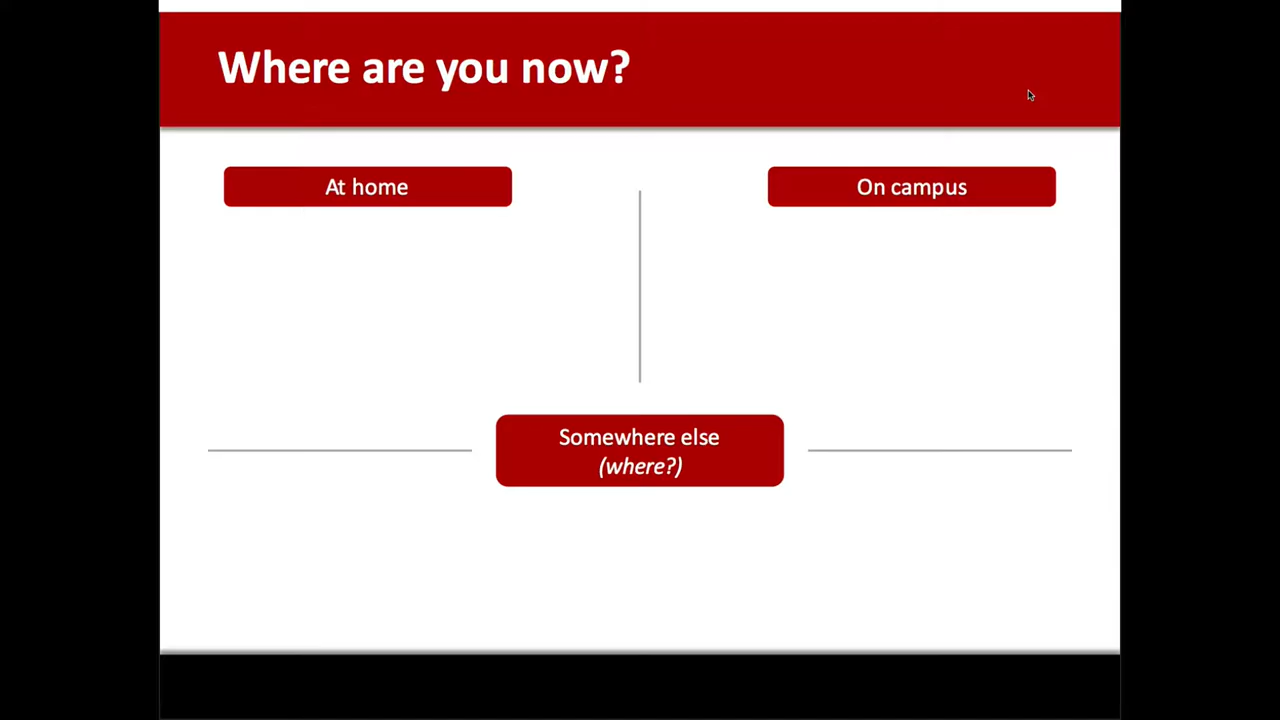 Where are you now?
At home
On campus
Somewhere else
(where?)